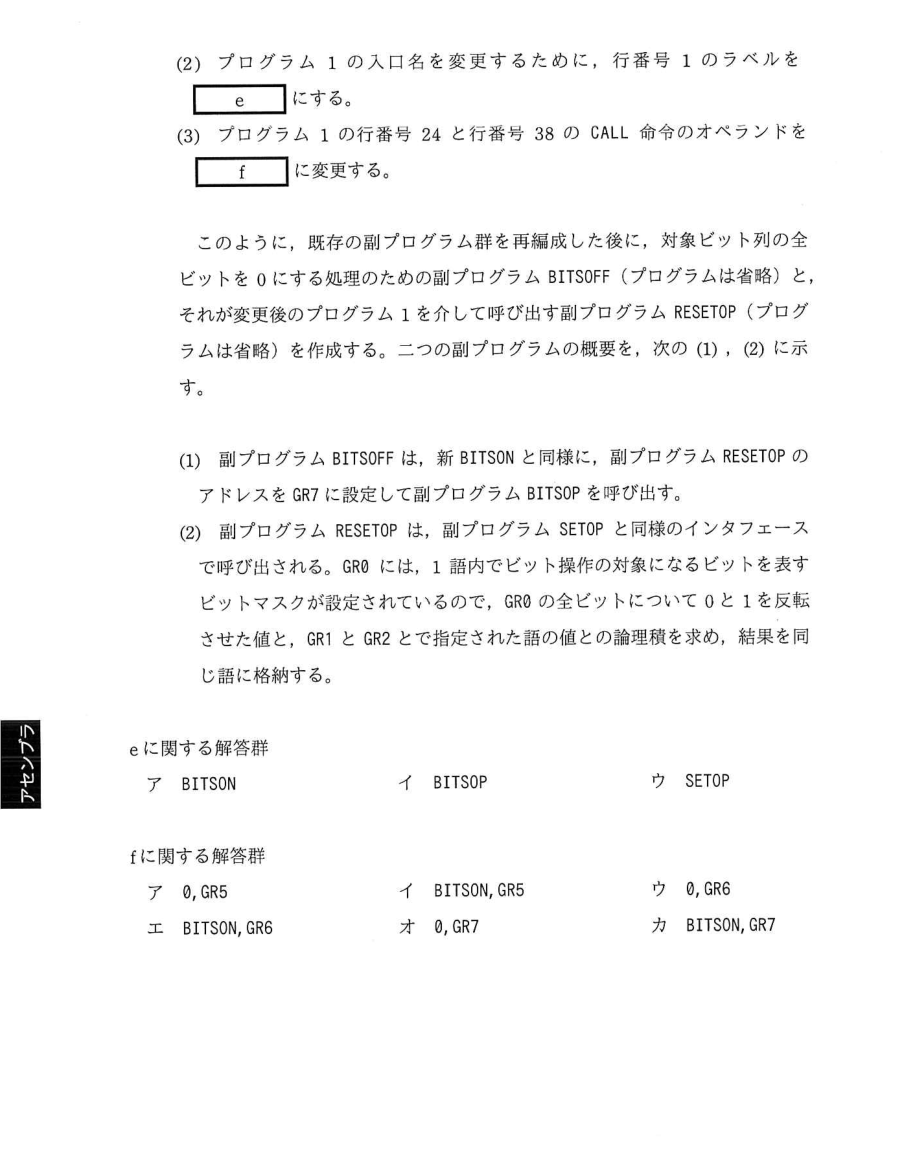 (2) プログラム 1 の入口名を変更するために，行番号 1 のラベルを
e にする。
(3) プログラム 1 の行番号 24 と行番号 38 の CALL 命令のオペランドを
f に変更する。
このように，既存の副プログラム群を再編成した後に，対象ビット列の全
ビットを 0 にする処理のための副プログラム BITSOFF（プログラムは省略）と，
それが変更後のプログラム 1 を介して呼び出す副プログラム RESETOP（プログ
ラムは省略）を作成する。二つの副プログラムの概要を，次の (1) ，(2) に示
す。
(1) 副プログラム BITSOFF は，新 BITSON と同様に，副プログラム RESETOP の
アドレスを GR7 に設定して副プログラム BITSOP を呼び出す。
(2) 副プログラム RESETOP は，副プログラム SETOP と同様のインタフェース
で呼び出される。GR0 には，1 語内でビット操作の対象になるビットを表す
ビットマスクが設定されているので，GR0 の全ビットについて 0 と 1 を反転
させた値と，GR1 と GR2 とで指定された語の値との論理積を求め，結果を同
じ語に格納する。
アセンブラ
e に関する解答群
ア BITSON イ BITSOP ウ SETOP
f に関する解答群
ア 0,GR5 イ BITSON,GR5 ウ 0,GR6
エ BITSON,GR6 オ 0,GR7 カ BITSON,GR7